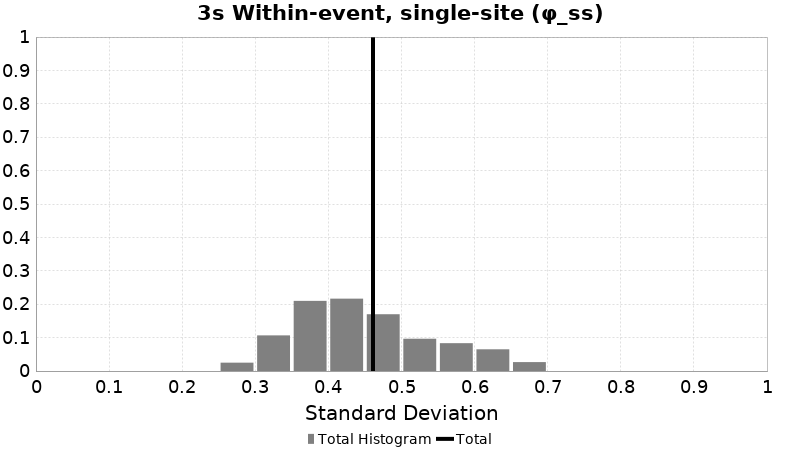 3s Within-event, single-site (φ_ss)
1
0.9
0.8
0.7
0.6
0.5
0.4
0.3
0.2
0.1
0
0 0.1 0.2 0.3 0.4 0.5 0.6 0.7 0.8 0.9 1
Standard Deviation
Total Histogram Total